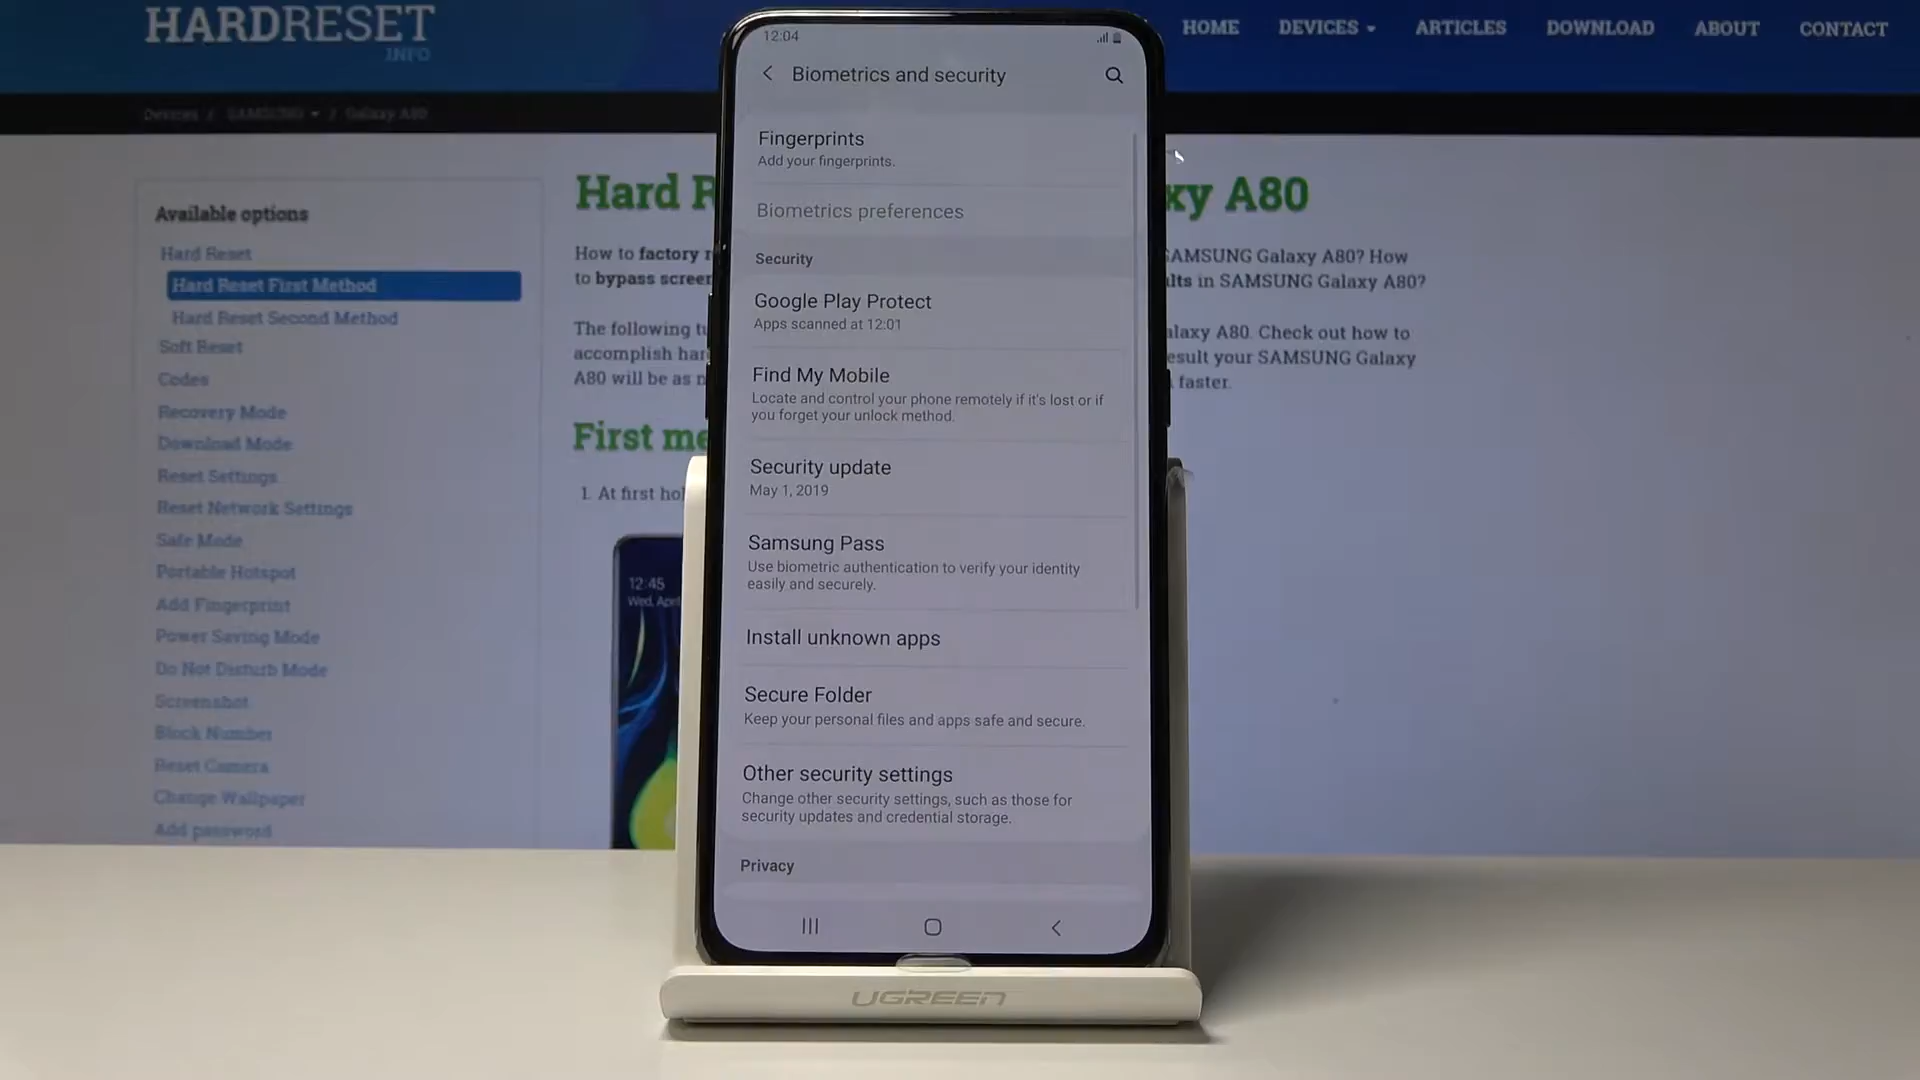 HARDRESET
INFO
HOME
DEVICES
ARTICLES
DOWNLOAD
ABOUT
CONTACT
Devices / SAMSUNG / Galaxy A80
Available options
Hard Reset
Hard Reset First Method
Hard Reset Second Method
Soft Reset
Codes
Recovery Mode
Download Mode
Reset Settings
Reset Network Settings
Safe Mode
Portable Hotspot
Add Fingerprint
Power Saving Mode
Do Not Disturb Mode
Screenshot
Block Number
Reset Camera
Change Wallpaper
Add password
Hard R
xy A80
How to factory r
SAMSUNG Galaxy A80? How
to bypass screen
ults in SAMSUNG Galaxy A80?
The following tu
alaxy A80. Check out how to
accomplish har
esult your SAMSUNG Galaxy
A80 will be as n
faster.
First me
1. At first hol
12:45
Wed, April
12:04
Biometrics and security
Fingerprints
Add your fingerprints.
Biometrics preferences
Security
Google Play Protect
Apps scanned at 12:01
Find My Mobile
Locate and control your phone remotely if it's lost or if
you forget your unlock method.
Security update
May 1, 2019
Samsung Pass
Use biometric authentication to verify your identity
easily and securely.
Install unknown apps
Secure Folder
Keep your personal files and apps safe and secure.
Other security settings
Change other security settings, such as those for
security updates and credential storage.
Privacy
UGREEN